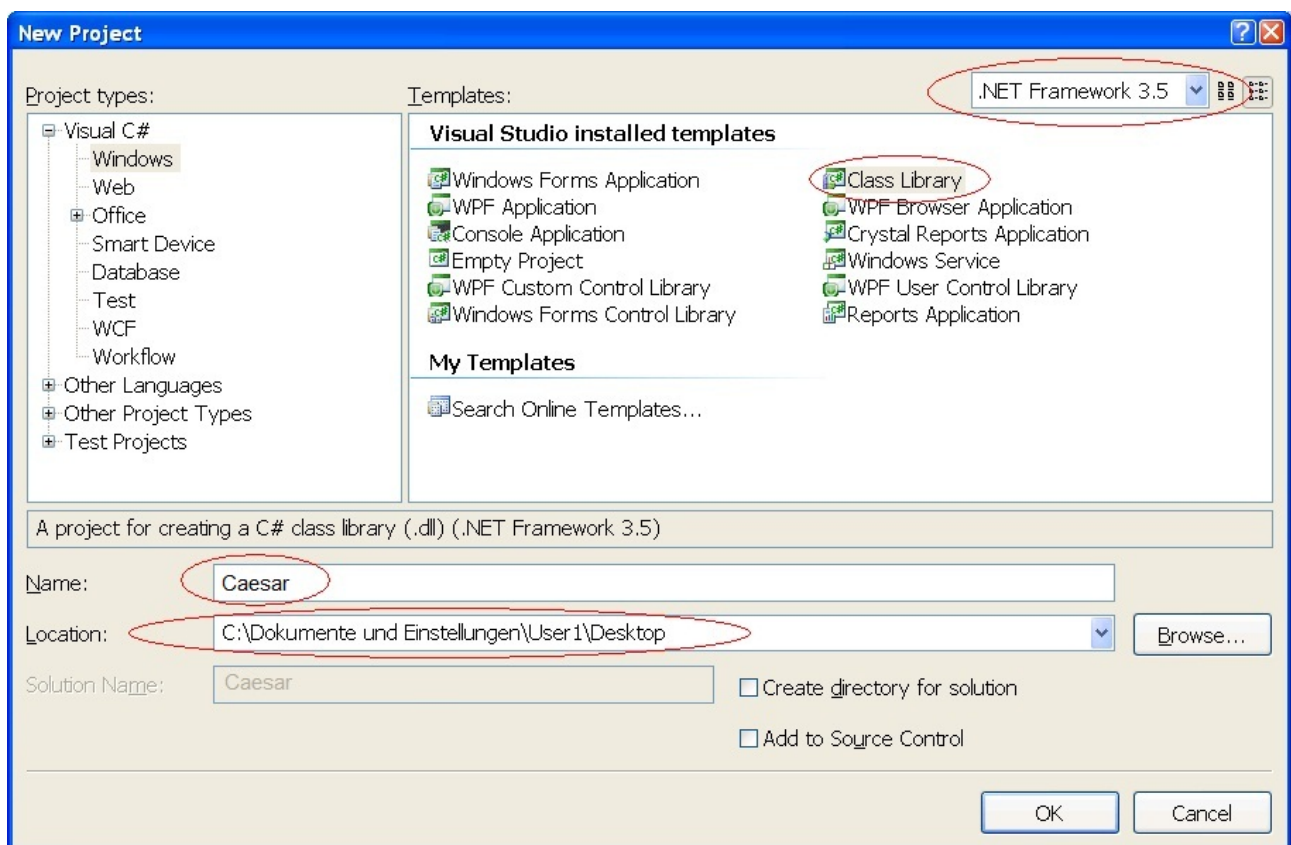 New Project
Project types:
Templates:
.NET Framework 3.5
Visual C#
Windows
Web
Office
Smart Device
Database
Test
WCF
Workflow
Other Languages
Other Project Types
Test Projects
Visual Studio installed templates
Windows Forms Application
Class Library
WPF Application
WPF Browser Application
Console Application
Crystal Reports Application
Empty Project
Windows Service
WPF Custom Control Library
WPF User Control Library
Windows Forms Control Library
Reports Application
My Templates
Search Online Templates...
A project for creating a C# class library (.dll) (.NET Framework 3.5)
Name:
Caesar
Location:
C:\Dokumente und Einstellungen\User1\Desktop
Browse...
Solution Name:
Caesar
Create directory for solution
Add to Source Control
OK
Cancel